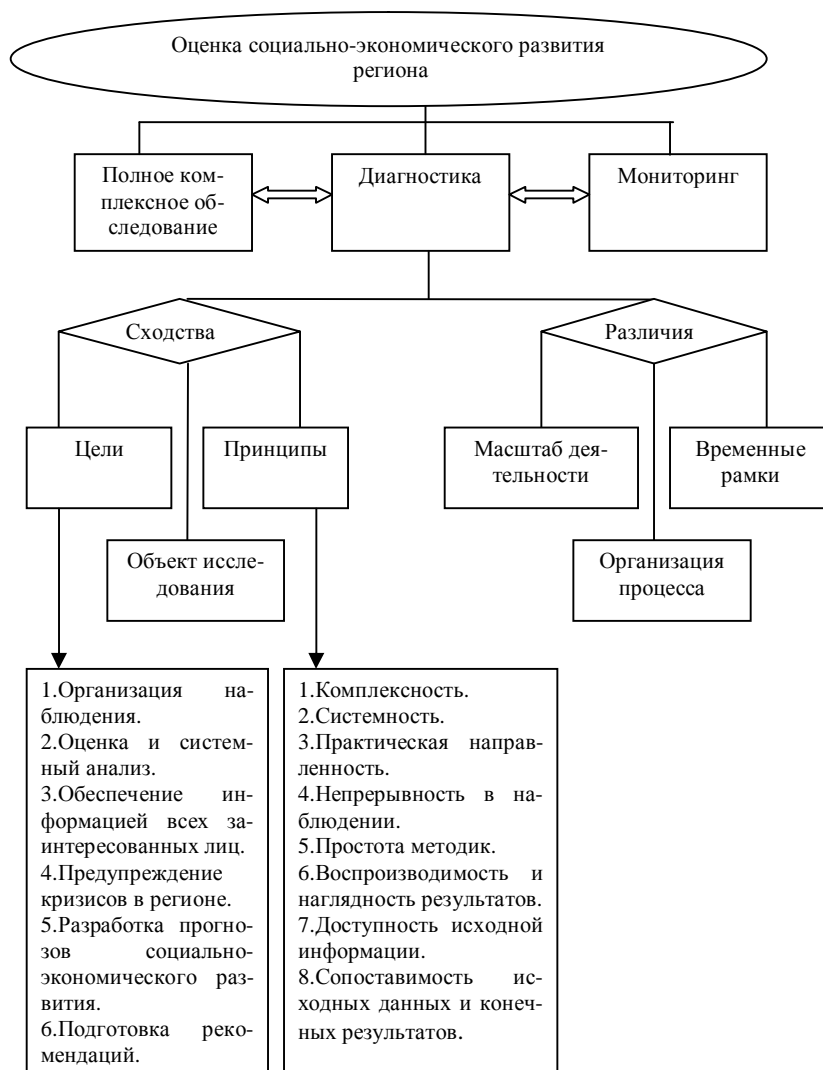 Оценка социально-экономического развития
региона
Полное ком-
плексное об-
следование
Диагностика
Мониторинг
Сходства
Различия
Цели
Принципы
Масштаб дея-
тельности
Временные
рамки
Объект иссле-
дования
Организация
процесса
1.Организация на-
блюдения.
2.Оценка и систем-
ный анализ.
3.Обеспечение ин-
формацией всех за-
интересованных лиц.
4.Предупреждение
кризисов в регионе.
5.Разработка прогно-
зов социально-
экономического раз-
вития.
6.Подготовка реко-
мендаций.
1.Комплексность.
2.Системность.
3.Практическая направ-
ленность.
4.Непрерывность в на-
блюдении.
5.Простота методик.
6.Воспроизводимость и
наглядность результатов.
7.Доступность исходной
информации.
8.Сопоставимость ис-
ходных данных и конеч-
ных результатов.